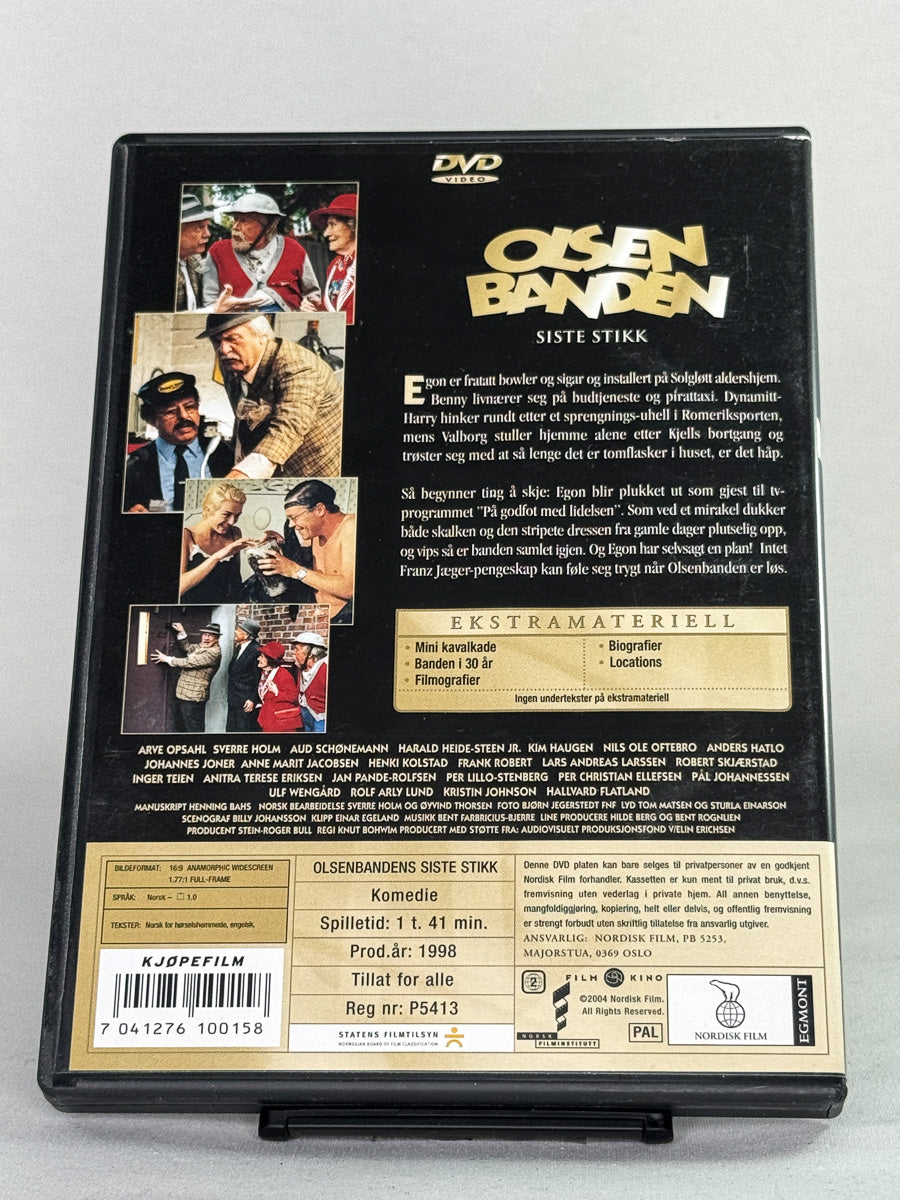 DVD
VIDEO
OLSEN
BANDEN
SISTE STIKK
Egon er fratatt bowler og sigar og installert på Solgløtt aldershjem.
Benny livnærer seg på budtjeneste og pirattaxi. Dynamitt-
Harry hinker rundt etter et sprengnings-uhell i Romeriksporten,
mens Valborg stuller hjemme alene etter Kjells bortgang og
trøster seg med at så lenge det er tomflasker i huset, er det håp.
Så begynner ting å skje: Egon blir plukket ut som gjest til tv-
programmet "På godfot med lidelsen". Som ved et mirakel dukker
både skalken og den stripete dressen fra gamle dager plutselig opp,
og vips så er banden samlet igjen. Og Egon har selvsagt en plan! Intet
Franz Jæger-pengeskap kan føle seg trygt når Olsenbanden er løs.
EKSTRAMATERIELL
• Mini kavalkade
• Banden i 30 år
• Filmografier
• Biografier
• Locations
Ingen undertekster på ekstramateriell
ARVE OPSAHL SVERRE HOLM AUD SCHØNEMANN HARALD HEIDE-STEEN JR. KIM HAUGEN NILS OLE OFTEBRO ANDERS HATLO
JOHANNES JONER ANNE MARIT JACOBSEN HENKI KOLSTAD FRANK ROBERT LARS ANDREAS LARSSEN ROBERT SKJÆRSTAD
INGER TEIEN ANITRA TERESE ERIKSEN JAN PANDE-ROLFSEN PER LILLO-STENBERG PER CHRISTIAN ELLEFSEN PÅL JOHANNESSEN
ULF WENGÅRD ROLF ARLY LUND KRISTIN JOHNSON HALLVARD FLATLAND
MANUSKRIPT HENNING BAHS NORSK BEARBEIDELSE SVERRE HOLM OG ØYVIND THORSEN FOTO BJØRN JEGERSTEDT FNF LYD TOM MATSEN OG STURLA EINARSON
SCENOGRAF BILLY JOHANSSON KLIPP EINAR EGELAND MUSIKK BENT FARBRICIUS-BJERRE LINE PRODUCERE HILDE BERG OG BENT ROGNLIEN
PRODUCENT STEIN-ROGER BULL REGI KNUT BOHWIM PRODUCERT MED STØTTE FRA: AUDIOVISUELT PRODUKSJONSFOND V/ELIN ERICHSEN
BILDEFORMAT: 16:9 ANAMORPHIC WIDESCREEN
1.77:1 FULL-FRAME
SPRÅK: Norsk – 1.0
TEKSTER: Norsk for hørselshemmede, engelsk.
KJØPEFILM
7 041276 100158
OLSENBANDENS SISTE STIKK
Komedie
Spilletid: 1 t. 41 min.
Prod.år: 1998
Tillat for alle
Reg nr: P5413
STATENS FILMTILSYN
NORWEGIAN BOARD OF FILM CLASSIFICATION
Denne DVD platen kan bare selges til privatpersoner av en godkjent
Nordisk Film forhandler. Kassetten er kun ment til privat bruk, d.v.s.
fremvisning uten vederlag i private hjem. All annen benyttelse,
mangfoldiggjøring, kopiering, helt eller delvis, og offentlig fremvisning
er strengt forbudt uten skriftlig tillatelse fra ansvarlig utgiver.
ANSVARLIG: NORDISK FILM, PB 5253,
MAJORSTUA, 0369 OSLO
2
FILM KINO
©2004 Nordisk Film.
All Rights Reserved.
NORSK
FILMINSTITUTT
PAL
NORDISK FILM
EGMONT